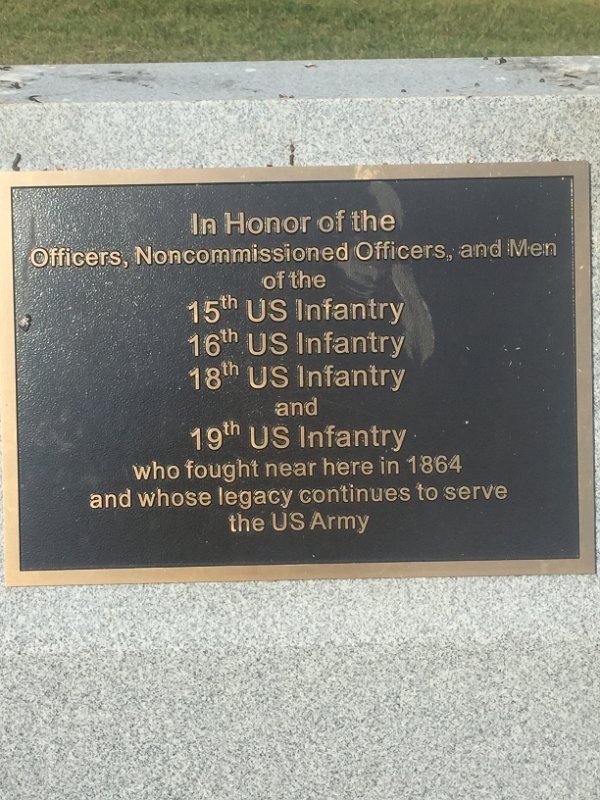 In Honor of the
Officers, Noncommissioned Officers, and Men
of the
15th US Infantry
16th US Infantry
18th US Infantry
and
19th US Infantry
who fought near here in 1864
and whose legacy continues to serve
the US Army